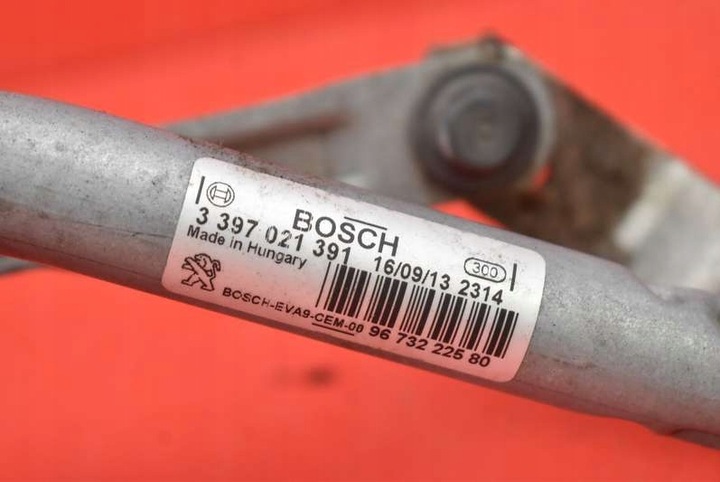 BOSCH
3 397 021 391 16/09/13 2314
300
Made in Hungary
BOSCH-EVA9-CEM-00 96 732 225 80